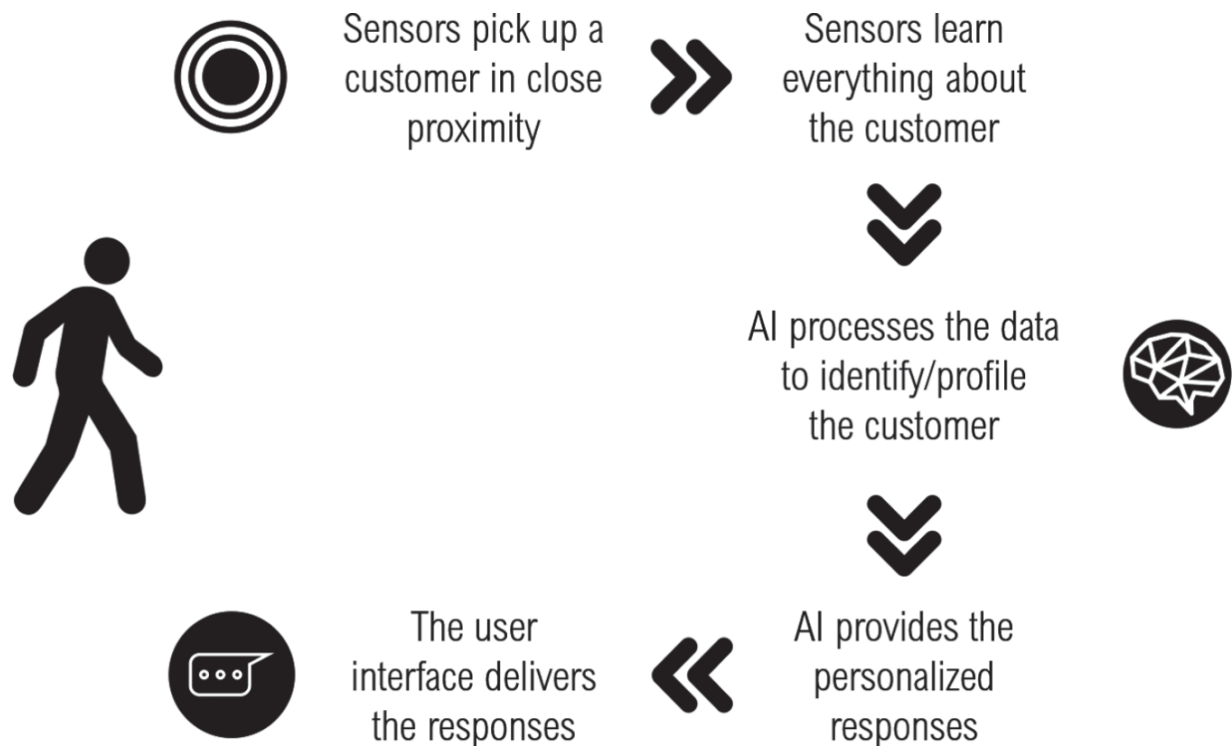 Sensors pick up a
customer in close
proximity
Sensors learn
everything about
the customer
AI processes the data
to identify/profile
the customer
AI provides the
personalized
responses
The user
interface delivers
the responses